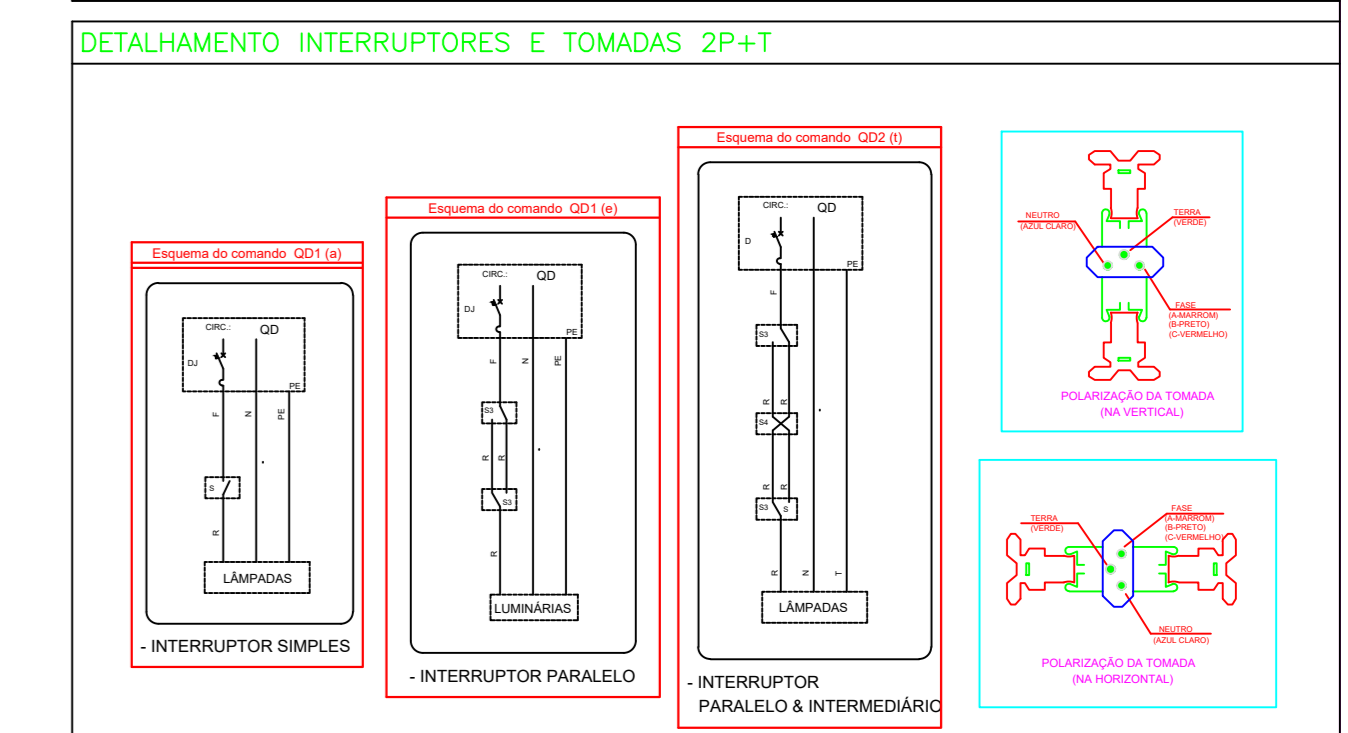 DETALHAMENTO INTERRUPTORES E TOMADAS 2P+T
Esquema do comando QD1 (a)
CIRC.:
QD
DJ
PE
F
N
PE
S
R
LÂMPADAS
- INTERRUPTOR SIMPLES
Esquema do comando QD1 (e)
CIRC.:
QD
DJ
PE
F
N
PE
S3
R
R
S3
R
LUMINÁRIAS
- INTERRUPTOR PARALELO
Esquema do comando QD2 (t)
CIRC.:
QD
D
PE
F
S3
R
R
S4
R
R
S3
S
R
N
T
LÂMPADAS
- INTERRUPTOR
PARALELO & INTERMEDIÁRIO
NEUTRO
(AZUL CLARO)
TERRA
(VERDE)
FASE
(A-MARROM)
(B-PRETO)
(C-VERMELHO)
POLARIZAÇÃO DA TOMADA
(NA VERTICAL)
TERRA
(VERDE)
FASE
(A-MARROM)
(B-PRETO)
(C-VERMELHO)
NEUTRO
(AZUL CLARO)
POLARIZAÇÃO DA TOMADA
(NA HORIZONTAL)